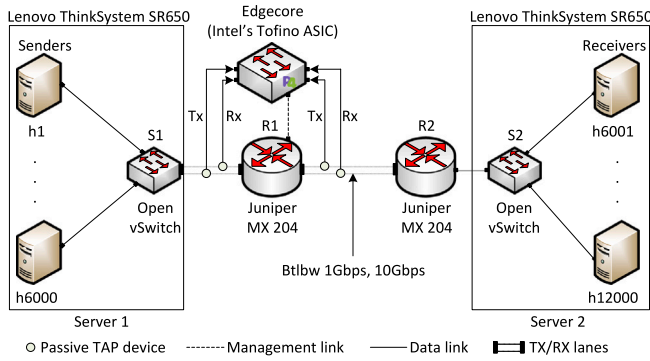 Lenovo ThinkSystem SR650
Edgecore
(Intel's Tofino ASIC)
Lenovo ThinkSystem SR650
Senders
Receivers
P4
Tx
Rx
Tx
Rx
h1
S1
R1
R2
S2
h6001
Open
vSwitch
Juniper
MX 204
Juniper
MX 204
Open
vSwitch
Btlbw 1Gbps, 10Gbps
h6000
h12000
Server 1
Server 2
Passive TAP device
Management link
Data link
TX/RX lanes